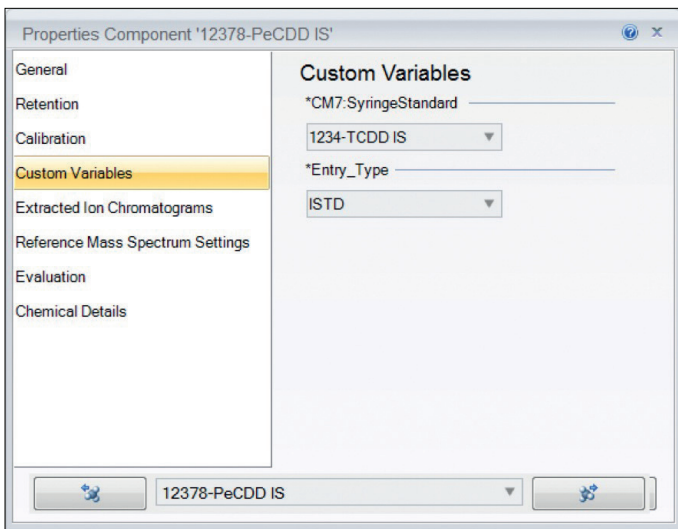 Properties Component '12378-PeCDD IS'
General
Retention
Calibration
Custom Variables
Extracted Ion Chromatograms
Reference Mass Spectrum Settings
Evaluation
Chemical Details
Custom Variables
*CM7:SyringeStandard
1234-TCDD IS
*Entry_Type
ISTD
12378-PeCDD IS